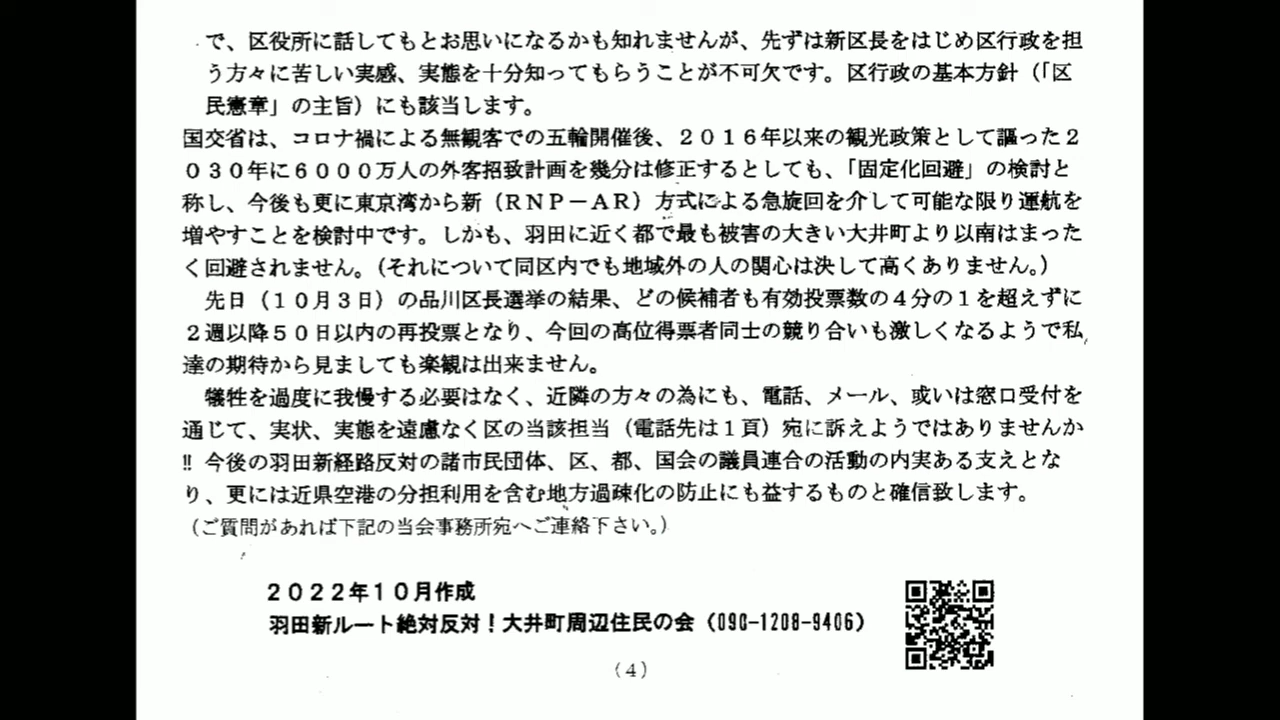 で、区役所に話してもとお思いになるかも知れませんが、先ずは新区長をはじめ区行政を担
う方々に苦しい実感、実態を十分知ってもらうことが不可欠です。区行政の基本方針（「区
民憲章」の主旨）にも該当します。
国交省は、コロナ禍による無観客での五輪開催後、２０１６年以来の観光政策として謳った２
０３０年に６０００万人の外客招致計画を幾分は修正するとしても、「固定化回避」の検討と
称し、今後も更に東京湾から新（ＲＮＰ－ＡＲ）方式による急旋回を介して可能な限り運航を
増やすことを検討中です。しかも、羽田に近く都で最も被害の大きい大井町より以南はまった
く回避されません。（それについて同区内でも地域外の人の関心は決して高くありません。）
先日（１０月３日）の品川区長選挙の結果、どの候補者も有効投票数の４分の１を超えずに
２週以降５０日以内の再投票となり、今回の高位得票者同士の競り合いも激しくなるようで私
達の期待から見ましても楽観は出来ません。
犠牲を過度に我慢する必要はなく、近隣の方々の為にも、電話、メール、或いは窓口受付を
通じて、実状、実態を遠慮なく区の当該担当（電話先は１頁）宛に訴えようではありませんか
‼ 今後の羽田新経路反対の諸市民団体、区、都、国会の議員連合の活動の内実ある支えとな
り、更には近県空港の分担利用を含む地方過疎化の防止にも益するものと確信致します。
（ご質問があれば下記の当会事務所宛へご連絡下さい。）
２０２２年１０月作成
羽田新ルート絶対反対！大井町周辺住民の会（090-1208-9406）
（４）